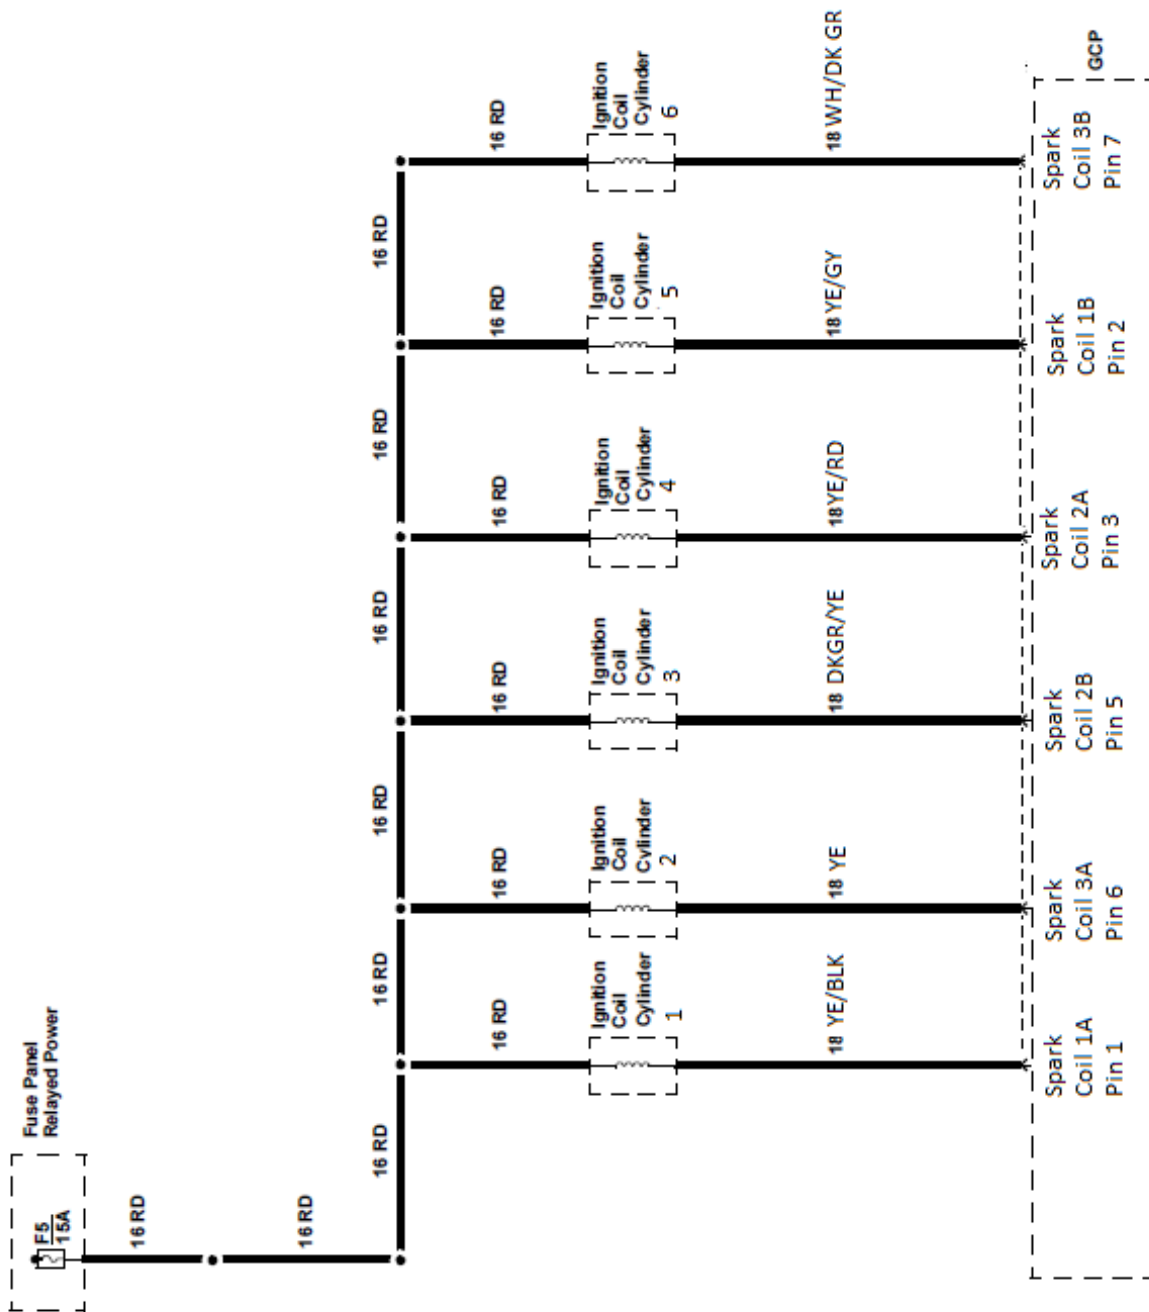 Fuse Panel
Relayed Power
F5
15A
16 RD
16 RD
16 RD
16 RD
16 RD
16 RD
16 RD
16 RD
16 RD
Ignition
Coil
Cylinder
1
18 YE/BLK
Spark
Coil 1A
Pin 1
16 RD
Ignition
Coil
Cylinder
2
18 YE
Spark
Coil 3A
Pin 6
16 RD
Ignition
Coil
Cylinder
3
18 DKGR/YE
Spark
Coil 2B
Pin 5
16 RD
Ignition
Coil
Cylinder
4
18YE/RD
Spark
Coil 2A
Pin 3
16 RD
Ignition
Coil
Cylinder
5
18 YE/GY
Spark
Coil 1B
Pin 2
16 RD
Ignition
Coil
Cylinder
6
18 WH/DK GR
Spark
Coil 3B
Pin 7
GCP